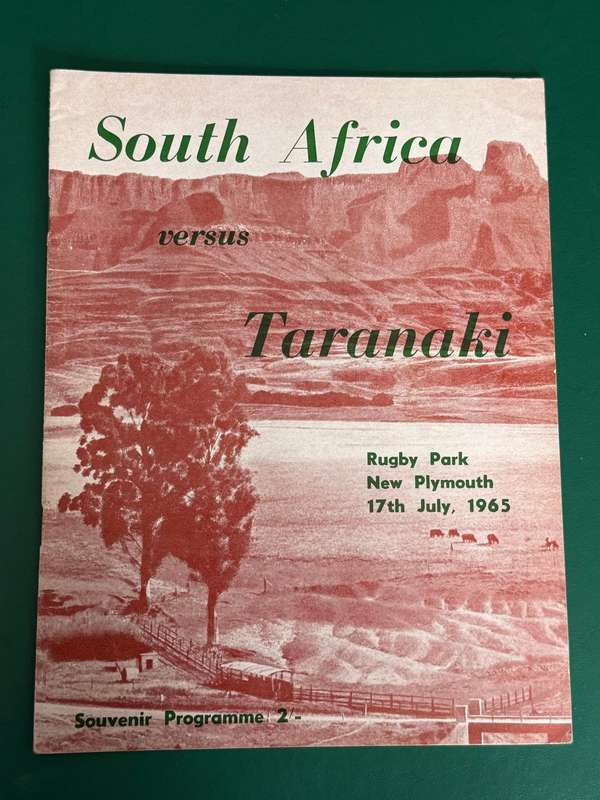 South Africa
versus
Taranaki
Rugby Park
New Plymouth
17th July, 1965
Souvenir Programme 2/-